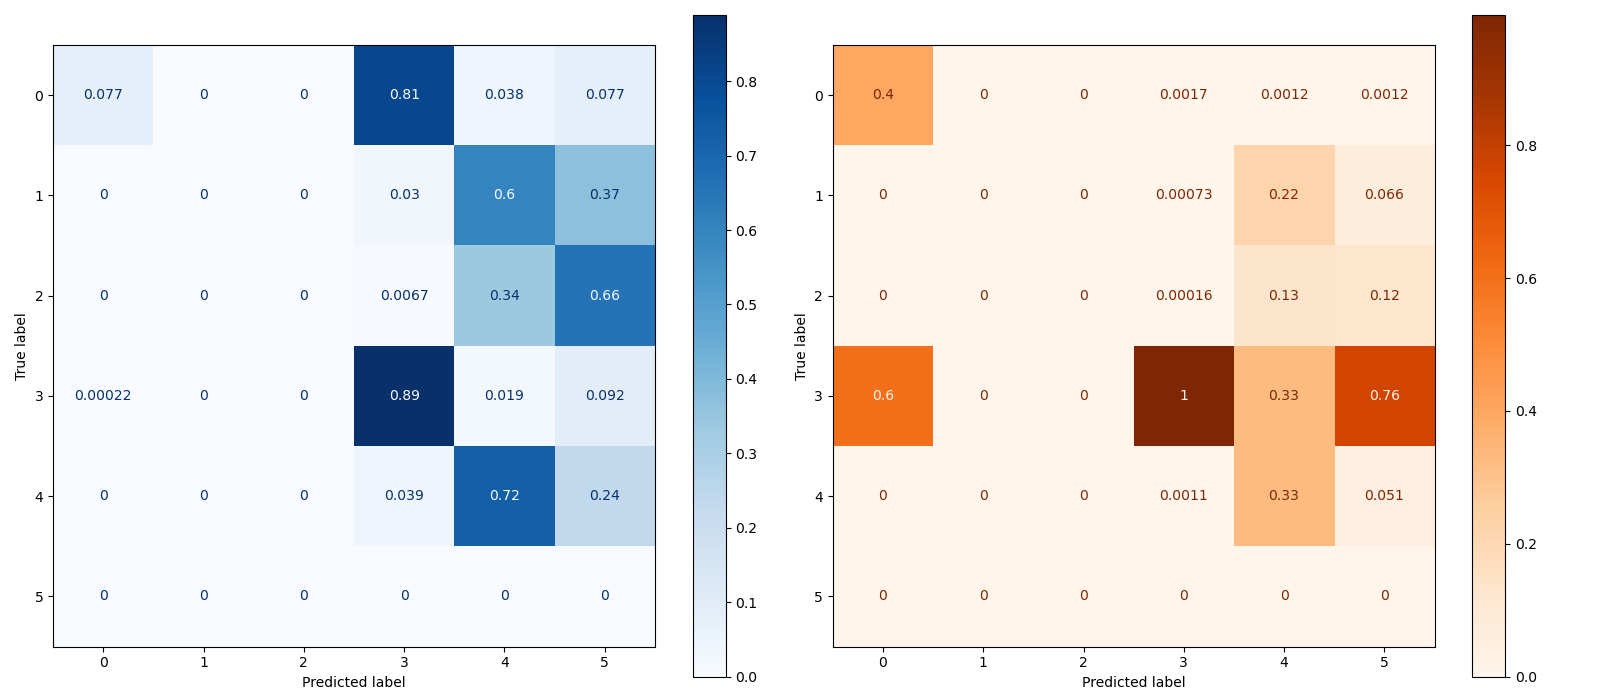 0 0.077 0 0 0.81 0.038 0.077
1 0 0 0 0.03 0.6 0.37
2 0 0 0 0.0067 0.34 0.66
3 0.00022 0 0 0.89 0.019 0.092
4 0 0 0 0.039 0.72 0.24
5 0 0 0 0 0 0
0 1 2 3 4 5
Predicted label
True label
0.8
0.7
0.6
0.5
0.4
0.3
0.2
0.1
0.0
0 0.4 0 0 0.0017 0.0012 0.0012
1 0 0 0 0.00073 0.22 0.066
2 0 0 0 0.00016 0.13 0.12
3 0.6 0 0 1 0.33 0.76
4 0 0 0 0.0011 0.33 0.051
5 0 0 0 0 0 0
0 1 2 3 4 5
Predicted label
True label
0.8
0.6
0.4
0.2
0.0